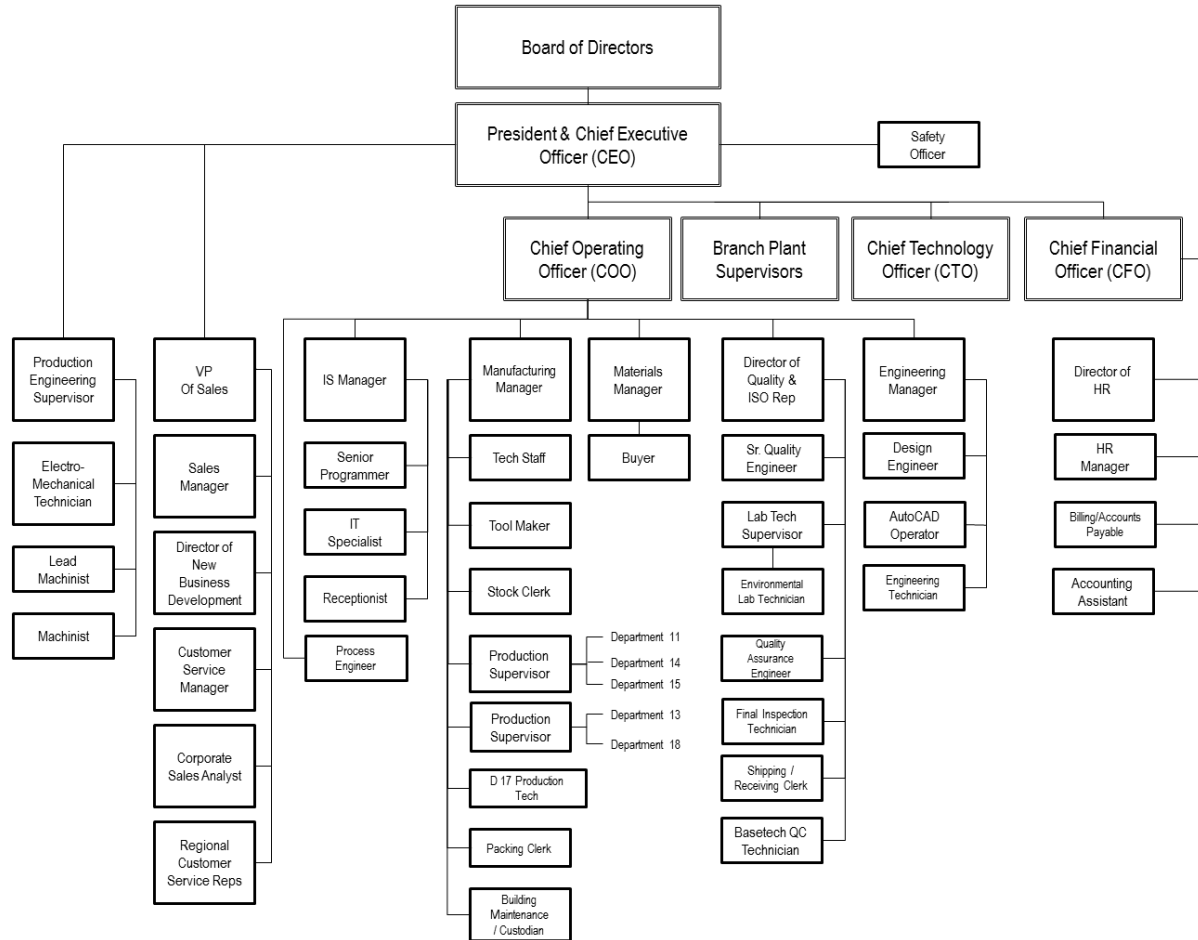 Board of Directors
President & Chief Executive
Officer (CEO)
Safety
Officer
Chief Operating
Officer (COO)
Branch Plant
Supervisors
Chief Technology
Officer (CTO)
Chief Financial
Officer (CFO)
Production
Engineering
Supervisor
Electro-
Mechanical
Technician
Lead
Machinist
Machinist
VP
Of Sales
Sales
Manager
Director of
New
Business
Development
Customer
Service
Manager
Corporate
Sales Analyst
Regional
Customer
Service Reps
IS Manager
Senior
Programmer
IT
Specialist
Receptionist
Process
Engineer
Manufacturing
Manager
Tech Staff
Tool Maker
Stock Clerk
Production
Supervisor
Department 11
Department 14
Department 15
Production
Supervisor
Department 13
Department 18
D 17 Production
Tech
Packing Clerk
Building
Maintenance
/ Custodian
Materials
Manager
Buyer
Director of
Quality &
ISO Rep
Sr. Quality
Engineer
Lab Tech
Supervisor
Environmental
Lab Technician
Quality
Assurance
Engineer
Final Inspection
Technician
Shipping /
Receiving Clerk
Basetech QC
Technician
Engineering
Manager
Design
Engineer
AutoCAD
Operator
Engineering
Technician
Director of
HR
HR
Manager
Billing/Accounts
Payable
Accounting
Assistant